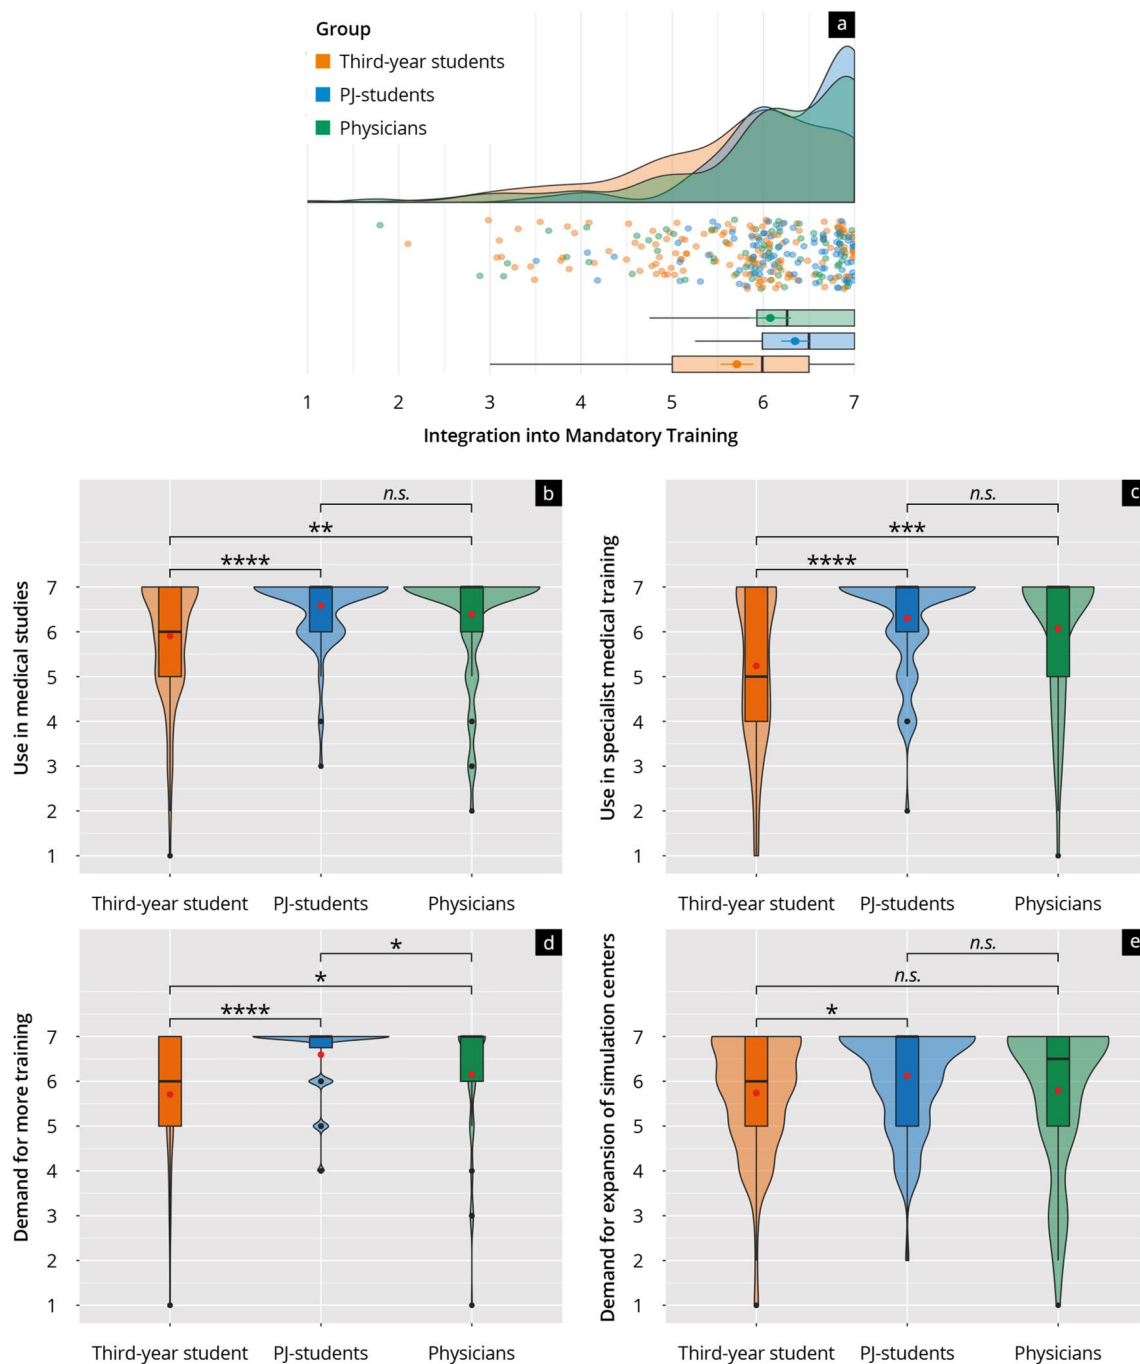 a
Group
Third-year students
PJ-students
Physicians
1 2 3 4 5 6 7
Integration into Mandatory Training
b
n.s.
**
****
Use in medical studies
7
6
5
4
3
2
1
Third-year student PJ-students Physicians
c
n.s.
***
****
Use in specialist medical training
7
6
5
4
3
2
1
Third-year student PJ-students Physicians
d
*
*
****
Demand for more training
7
6
5
4
3
2
1
Third-year student PJ-students Physicians
e
n.s.
n.s.
*
Demand for expansion of simulation centers
7
6
5
4
3
2
1
Third-year student PJ-students Physicians